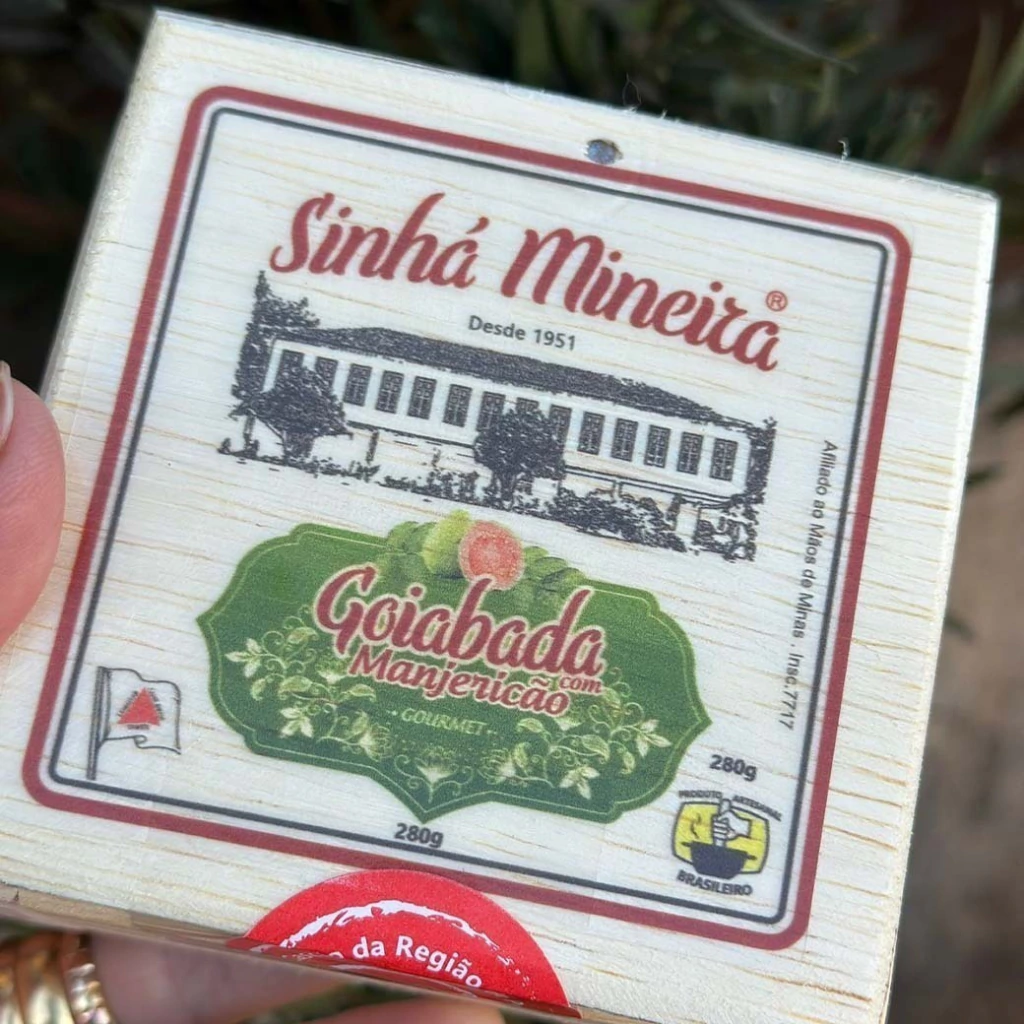 Sinhá Mineira®
Desde 1951
Afiliado ao Mãos de Minas . Insc.7717
Goiabada
com
Manjericão
GOURMET
280g
280g
PRODUTO ARTESANAL
BRASILEIRO
da Região